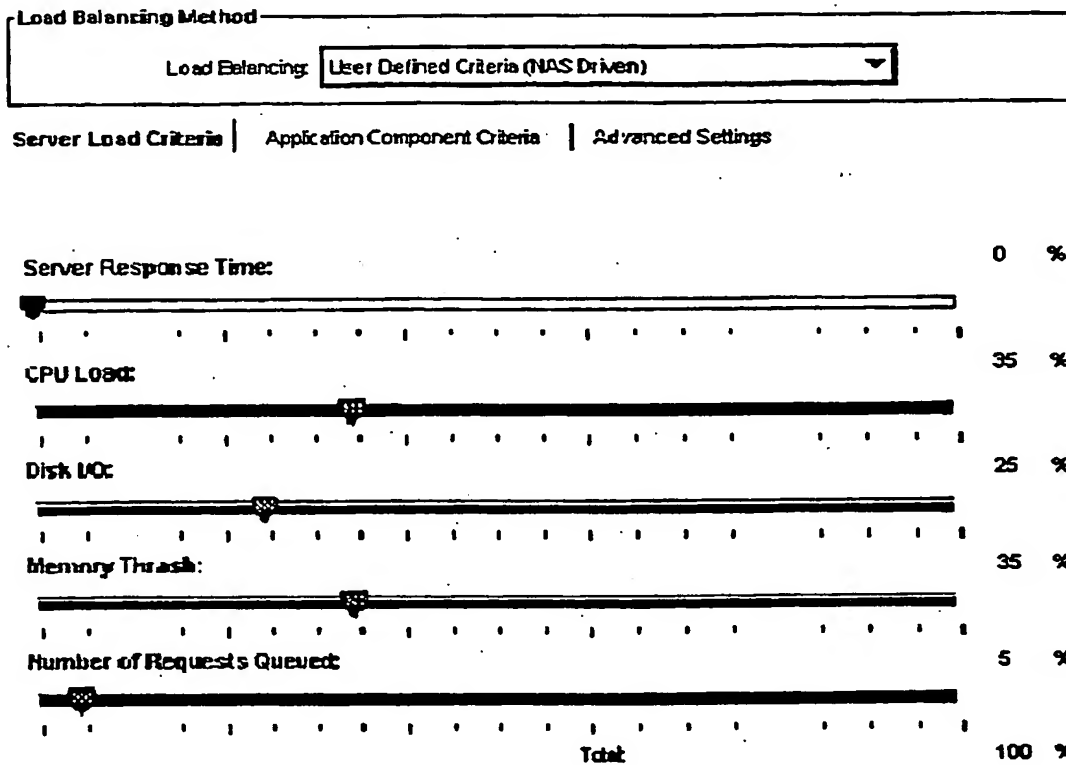 Load Balancing Method
Load Balancing: User Defined Criteria (NAS Driven)
Server Load Criteria | Application Component Criteria | Advanced Settings
Server Response Time: 0 %
CPU Load: 35 %
Disk I/O: 25 %
Memory Thrash: 35 %
Number of Requests Queued: 5 %
Total: 100 %